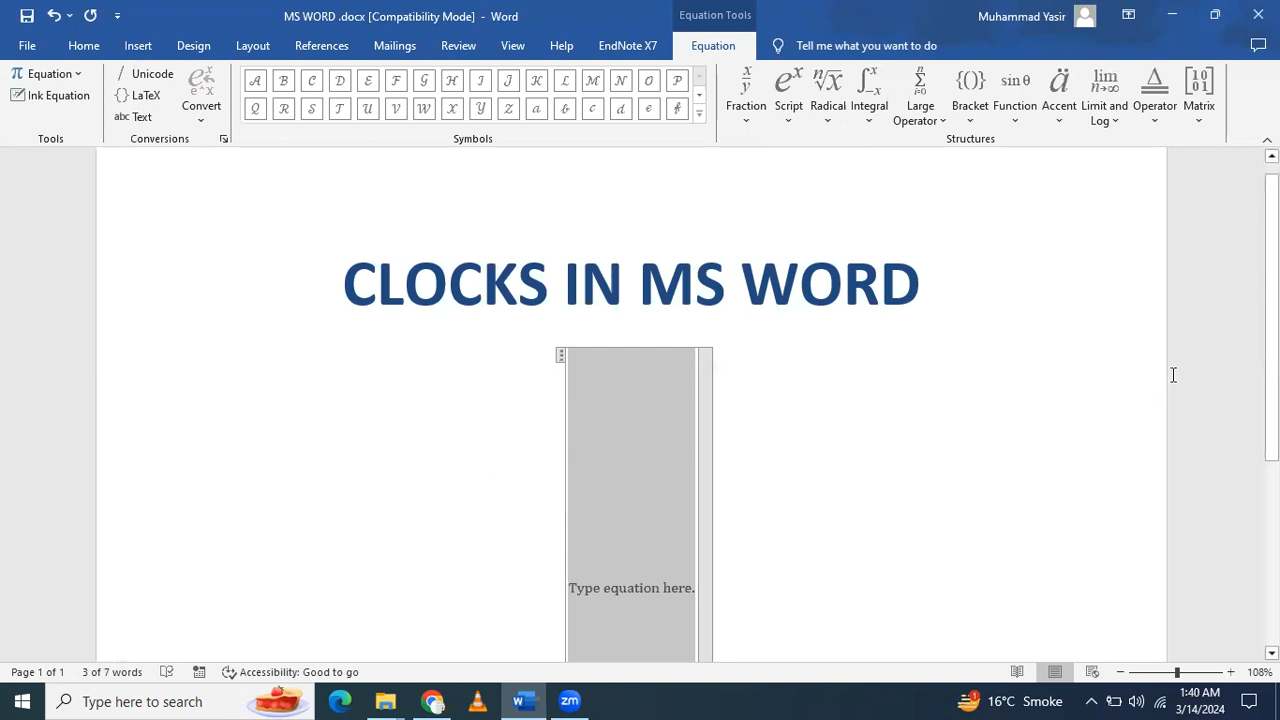 MS WORD .docx [Compatibility Mode] - Word
Equation Tools
Muhammad Yasir
File Home Insert Design Layout References Mailings Review View Help EndNote X7 Equation Tell me what you want to do
Equation
Ink Equation
Tools
Unicode
LaTeX
abc Text
Convert
Conversions
𝒜 ℬ 𝒞 𝒟 ℰ ℱ 𝒢 ℋ ℐ 𝒥 𝒦 ℒ ℳ 𝒩 𝒪 𝒫
𝒬 ℛ 𝒮 𝒯 𝒰 𝒱 𝒲 𝒳 𝒴 𝒵 𝒶 𝒷 𝒸 𝒹 ℯ 𝒻
Symbols
Fraction Script Radical Integral Large Operator Bracket Function Accent Limit and Log Operator Matrix
Structures
CLOCKS IN MS WORD
Type equation here.
Page 1 of 1 3 of 7 words Accessibility: Good to go 108%
Type here to search
zm
1
16°C Smoke
1:40 AM
3/14/2024